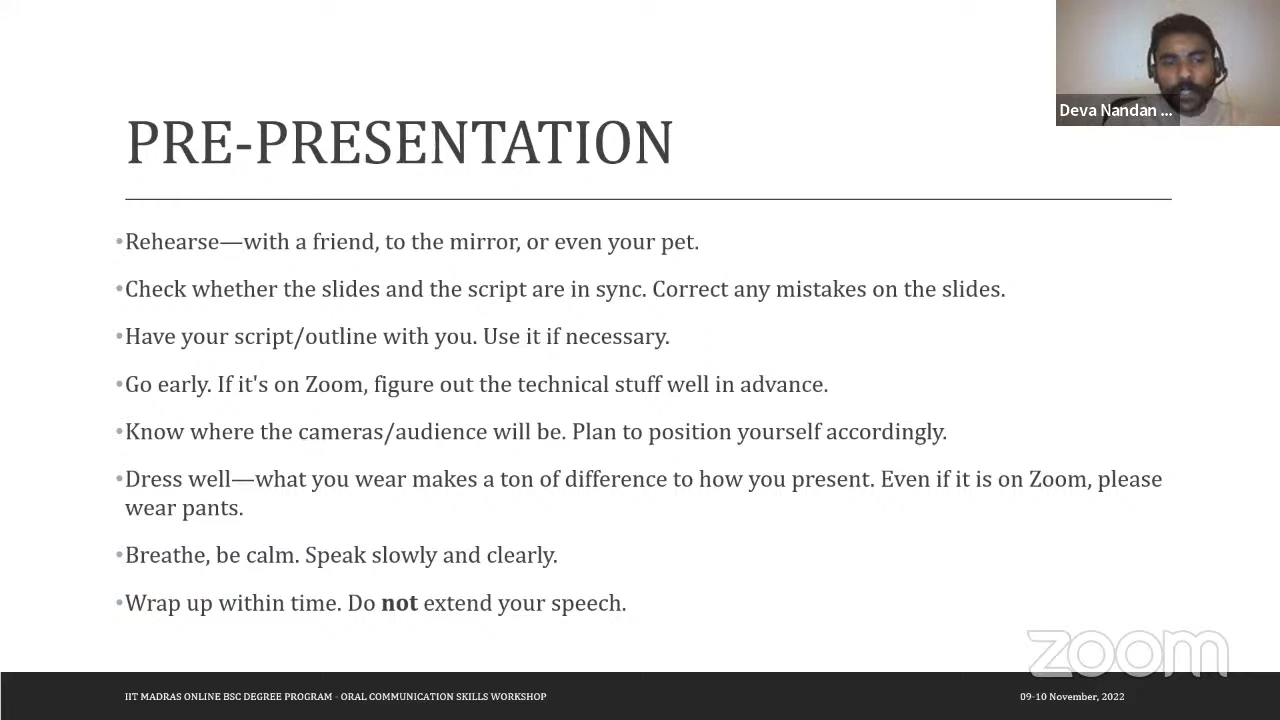 Deva Nandan ...
PRE-PRESENTATION
•Rehearse—with a friend, to the mirror, or even your pet.
•Check whether the slides and the script are in sync. Correct any mistakes on the slides.
•Have your script/outline with you. Use it if necessary.
•Go early. If it's on Zoom, figure out the technical stuff well in advance.
•Know where the cameras/audience will be. Plan to position yourself accordingly.
•Dress well—what you wear makes a ton of difference to how you present. Even if it is on Zoom, please
wear pants.
•Breathe, be calm. Speak slowly and clearly.
•Wrap up within time. Do not extend your speech.
zoom
IIT MADRAS ONLINE BSC DEGREE PROGRAM - ORAL COMMUNICATION SKILLS WORKSHOP
09-10 November, 2022